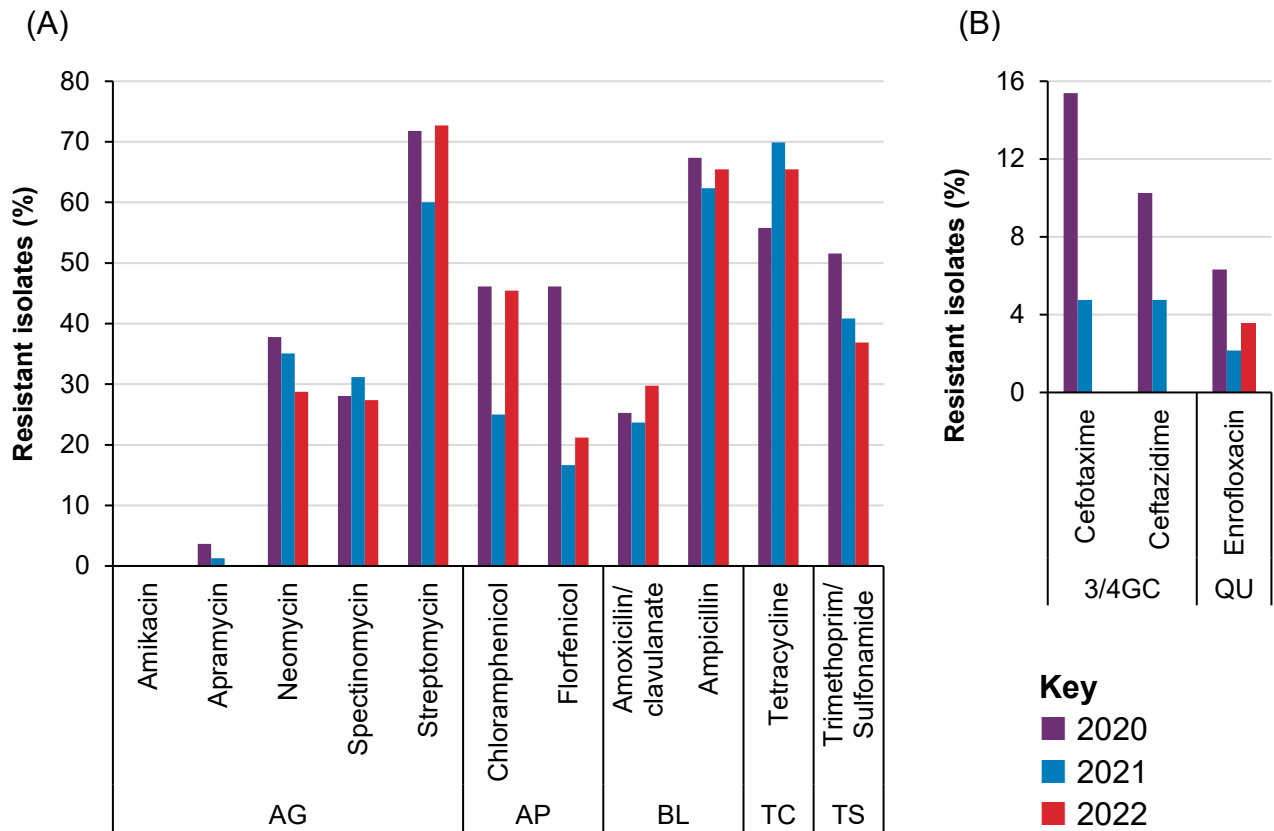 (A)
Resistant isolates (%)
80
70
60
50
40
30
20
10
0
Amikacin
Apramycin
Neomycin
Spectinomycin
Streptomycin
Chloramphenicol
Florfenicol
Amoxicilin/
clavulanate
Ampicillin
Tetracycline
Trimethoprim/
Sulfonamide
AG
AP
BL
TC
TS
(B)
Resistant isolates (%)
16
12
8
4
0
Cefotaxime
Ceftazidime
Enrofloxacin
3/4GC
QU
Key
2020
2021
2022